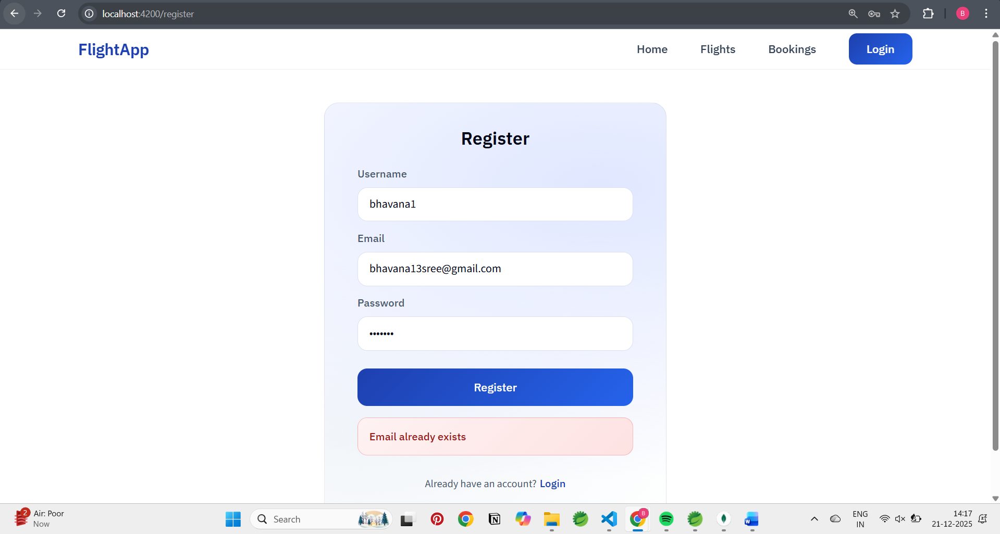 localhost:4200/register
B
FlightApp
Home
Flights
Bookings
Login
Register
Username
bhavana1
Email
bhavana13sree@gmail.com
Password
•••••••
Register
Email already exists
Already have an account? Login
2
Air: Poor
Now
Search
B
ENG
IN
14:17
21-12-2025